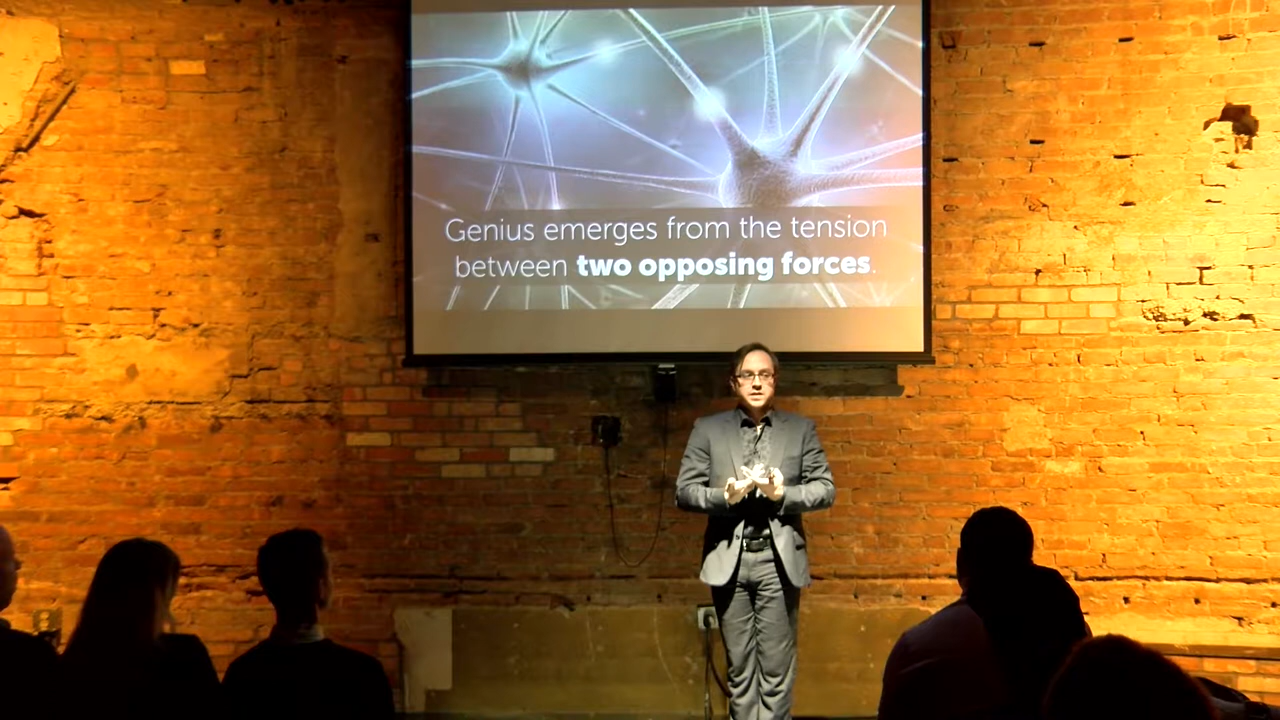 Genius emerges from the tension
between two opposing forces.